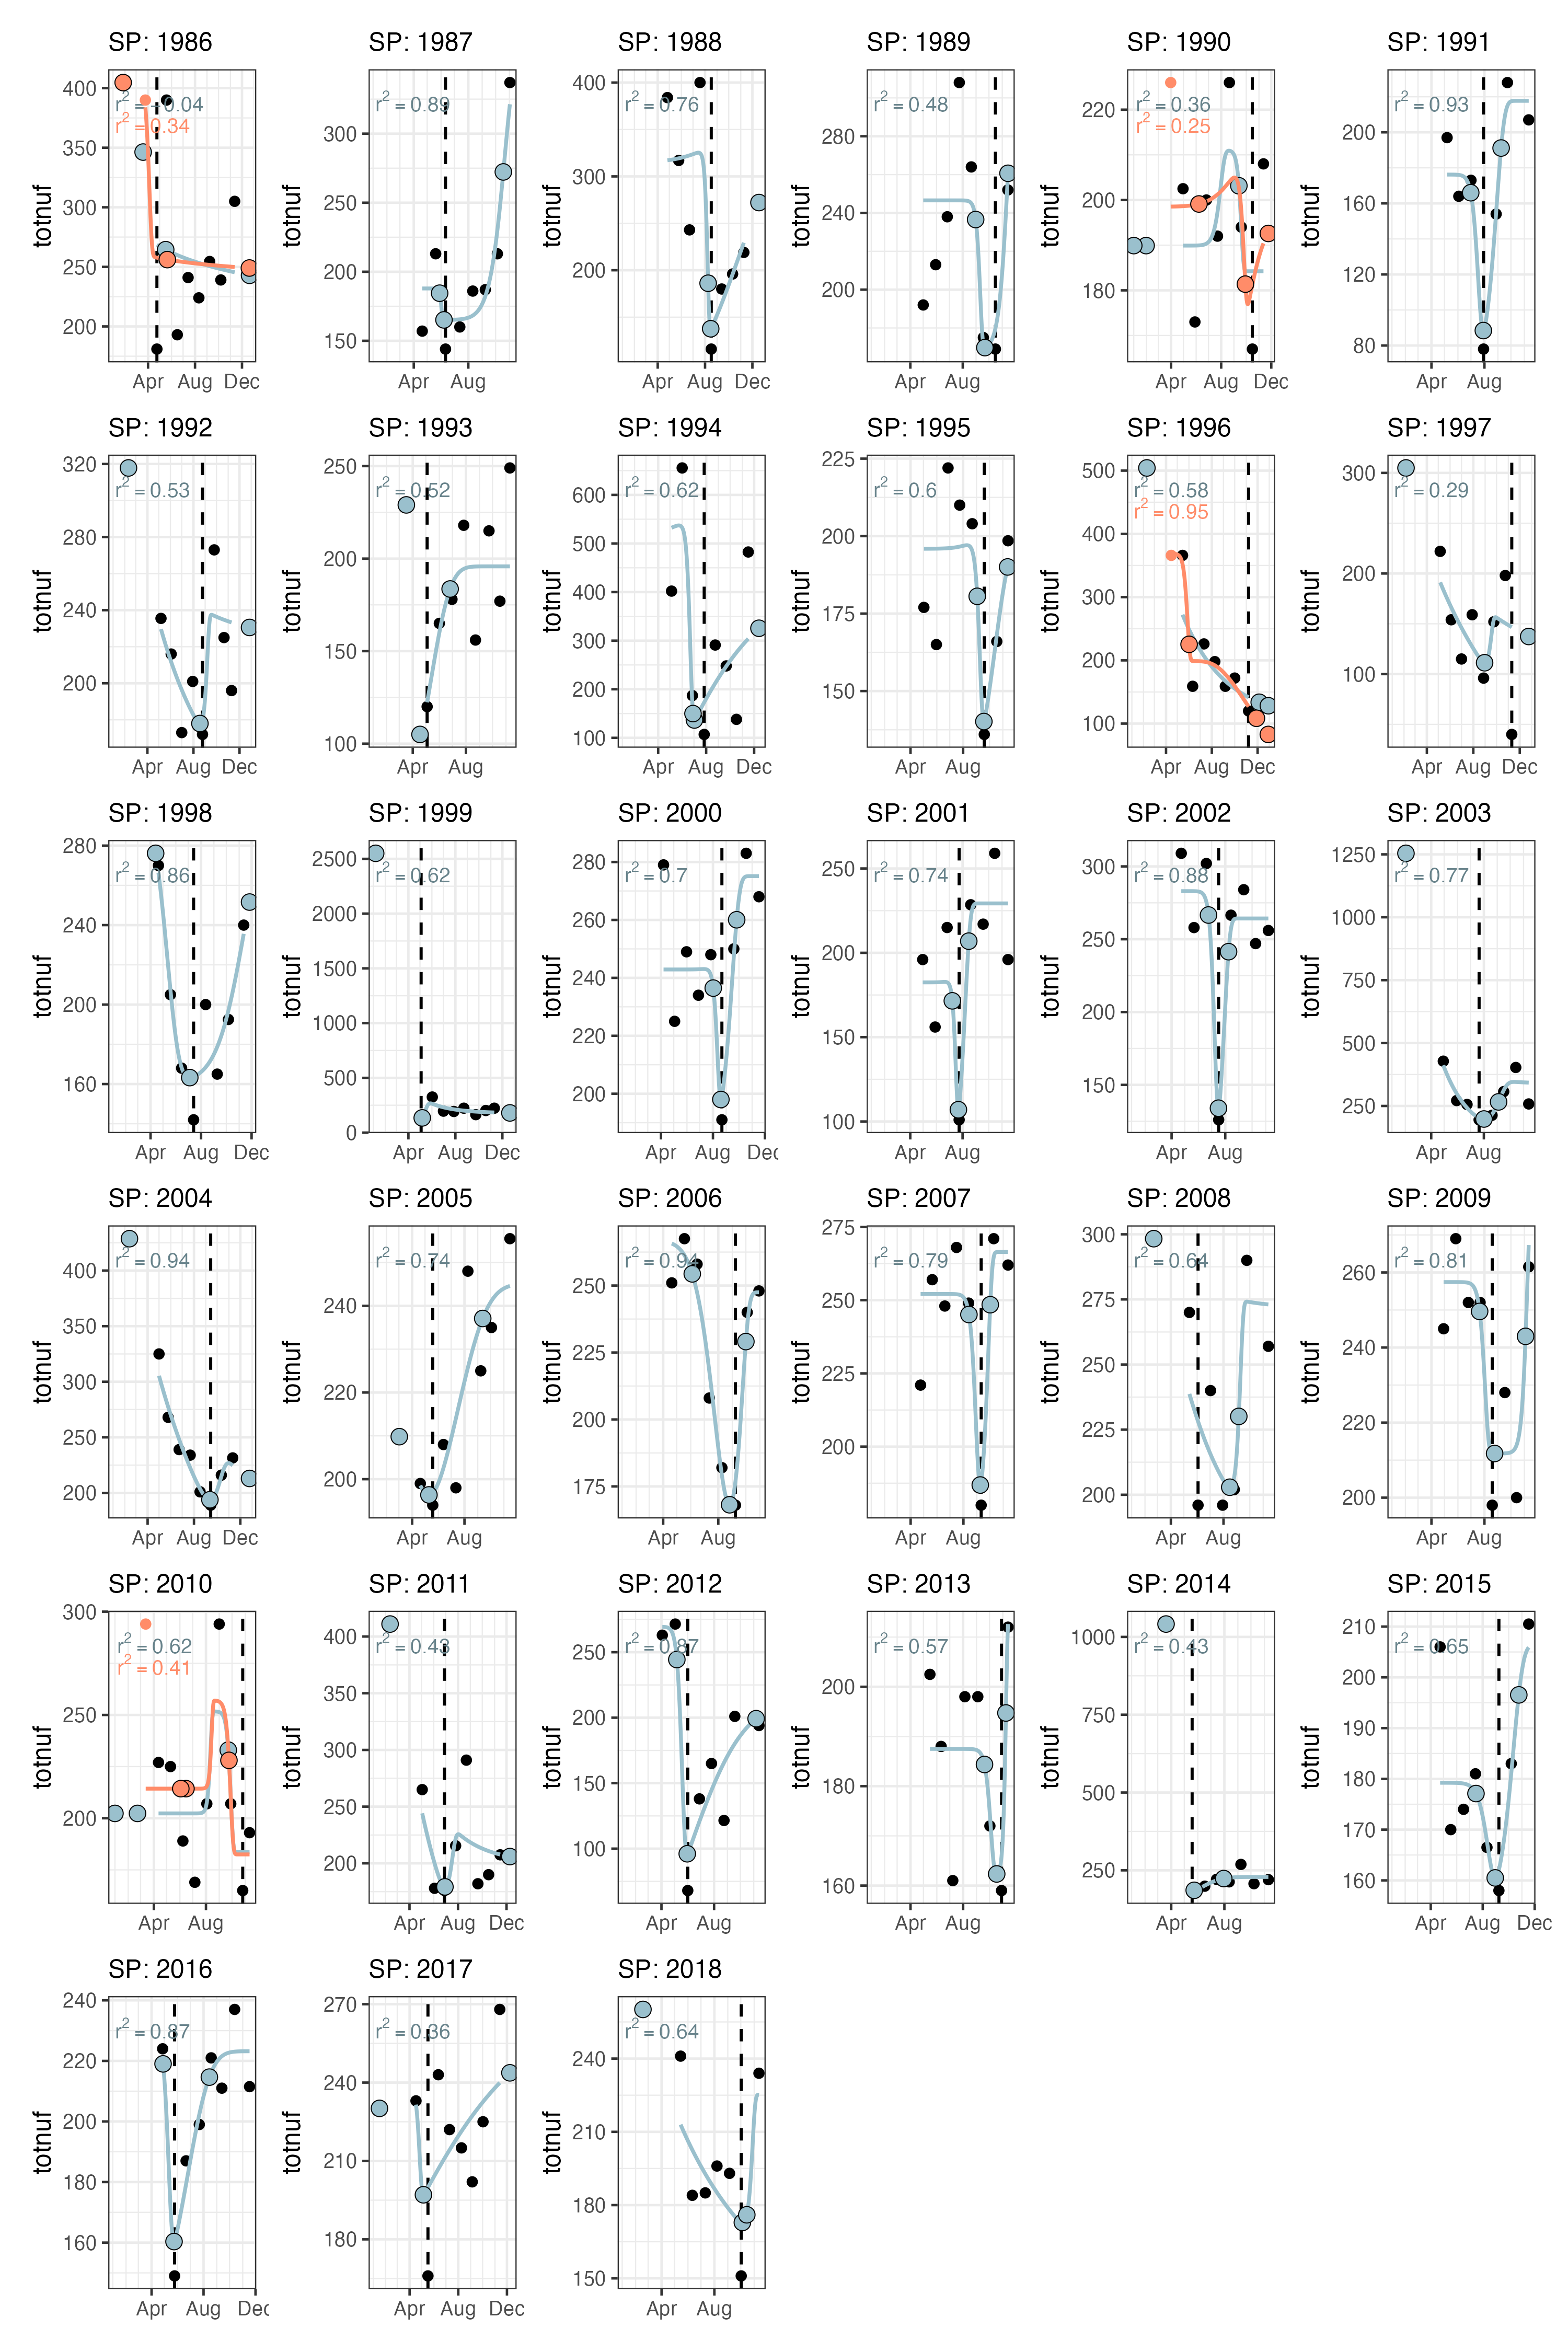 SP: 1986
r² = −0.04
r² = 0.34
totnuf
400
350
300
250
200
Apr Aug Dec
SP: 1987
r² = 0.89
totnuf
300
250
200
150
Apr Aug
SP: 1988
r² = 0.76
totnuf
400
300
200
Apr Aug Dec
SP: 1989
r² = 0.48
totnuf
280
240
200
Apr Aug
SP: 1990
r² = 0.36
r² = 0.25
totnuf
220
200
180
Apr Aug Dec
SP: 1991
r² = 0.93
totnuf
200
160
120
80
Apr Aug
SP: 1992
r² = 0.53
totnuf
320
280
240
200
Apr Aug Dec
SP: 1993
r² = 0.52
totnuf
250
200
150
100
Apr Aug
SP: 1994
r² = 0.62
totnuf
600
500
400
300
200
100
Apr Aug Dec
SP: 1995
r² = 0.6
totnuf
225
200
175
150
Apr Aug
SP: 1996
r² = 0.58
r² = 0.95
totnuf
500
400
300
200
100
Apr Aug Dec
SP: 1997
r² = 0.29
totnuf
300
200
100
Apr Aug Dec
SP: 1998
r² = 0.86
totnuf
280
240
200
160
Apr Aug Dec
SP: 1999
r² = 0.62
totnuf
2500
2000
1500
1000
500
0
Apr Aug Dec
SP: 2000
r² = 0.7
totnuf
280
260
240
220
200
Apr Aug Dec
SP: 2001
r² = 0.74
totnuf
250
200
150
100
Apr Aug
SP: 2002
r² = 0.88
totnuf
300
250
200
150
Apr Aug
SP: 2003
r² = 0.77
totnuf
1250
1000
750
500
250
Apr Aug
SP: 2004
r² = 0.94
totnuf
400
350
300
250
200
Apr Aug Dec
SP: 2005
r² = 0.74
totnuf
240
220
200
Apr Aug
SP: 2006
r² = 0.94
totnuf
250
225
200
175
Apr Aug
SP: 2007
r² = 0.79
totnuf
275
250
225
200
Apr Aug
SP: 2008
r² = 0.64
totnuf
300
275
250
225
200
Apr Aug
SP: 2009
r² = 0.81
totnuf
260
240
220
200
Apr Aug
SP: 2010
r² = 0.62
r² = 0.41
totnuf
300
250
200
Apr Aug
SP: 2011
r² = 0.43
totnuf
400
350
300
250
200
Apr Aug Dec
SP: 2012
r² = 0.87
totnuf
250
200
150
100
Apr Aug
SP: 2013
r² = 0.57
totnuf
200
180
160
Apr Aug
SP: 2014
r² = 0.43
totnuf
1000
750
500
250
Apr Aug
SP: 2015
r² = 0.65
totnuf
210
200
190
180
170
160
Apr Aug Dec
SP: 2016
r² = 0.87
totnuf
240
220
200
180
160
Apr Aug Dec
SP: 2017
r² = 0.36
totnuf
270
240
210
180
Apr Aug Dec
SP: 2018
r² = 0.64
totnuf
240
210
180
150
Apr Aug